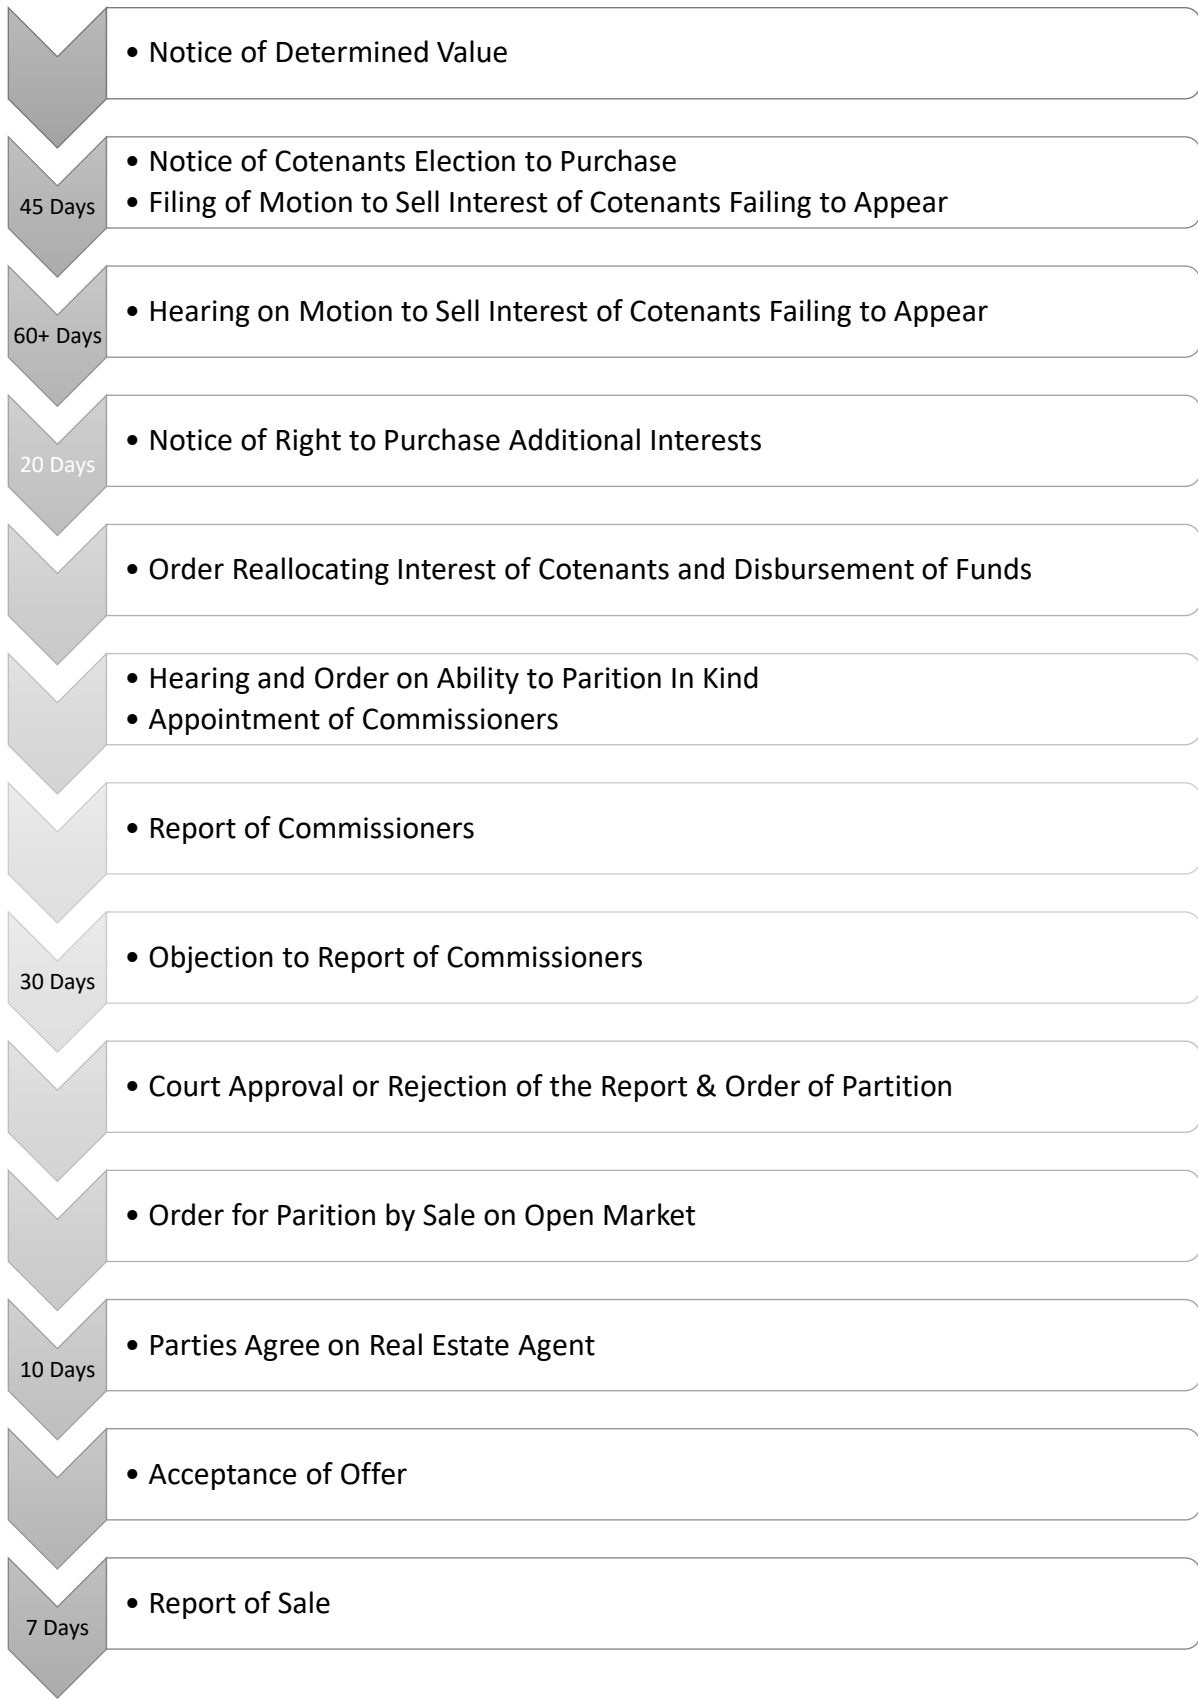 • Notice of Determined Value
• Notice of Cotenants Election to Purchase
45 Days
• Filing of Motion to Sell Interest of Cotenants Failing to Appear
• Hearing on Motion to Sell Interest of Cotenants Failing to Appear
60+ Days
• Notice of Right to Purchase Additional Interests
20 Days
• Order Reallocating Interest of Cotenants and Disbursement of Funds
• Hearing and Order on Ability to Parition In Kind
• Appointment of Commissioners
• Report of Commissioners
• Objection to Report of Commissioners
30 Days
• Court Approval or Rejection of the Report & Order of Partition
• Order for Parition by Sale on Open Market
• Parties Agree on Real Estate Agent
10 Days
• Acceptance of Offer
• Report of Sale
7 Days